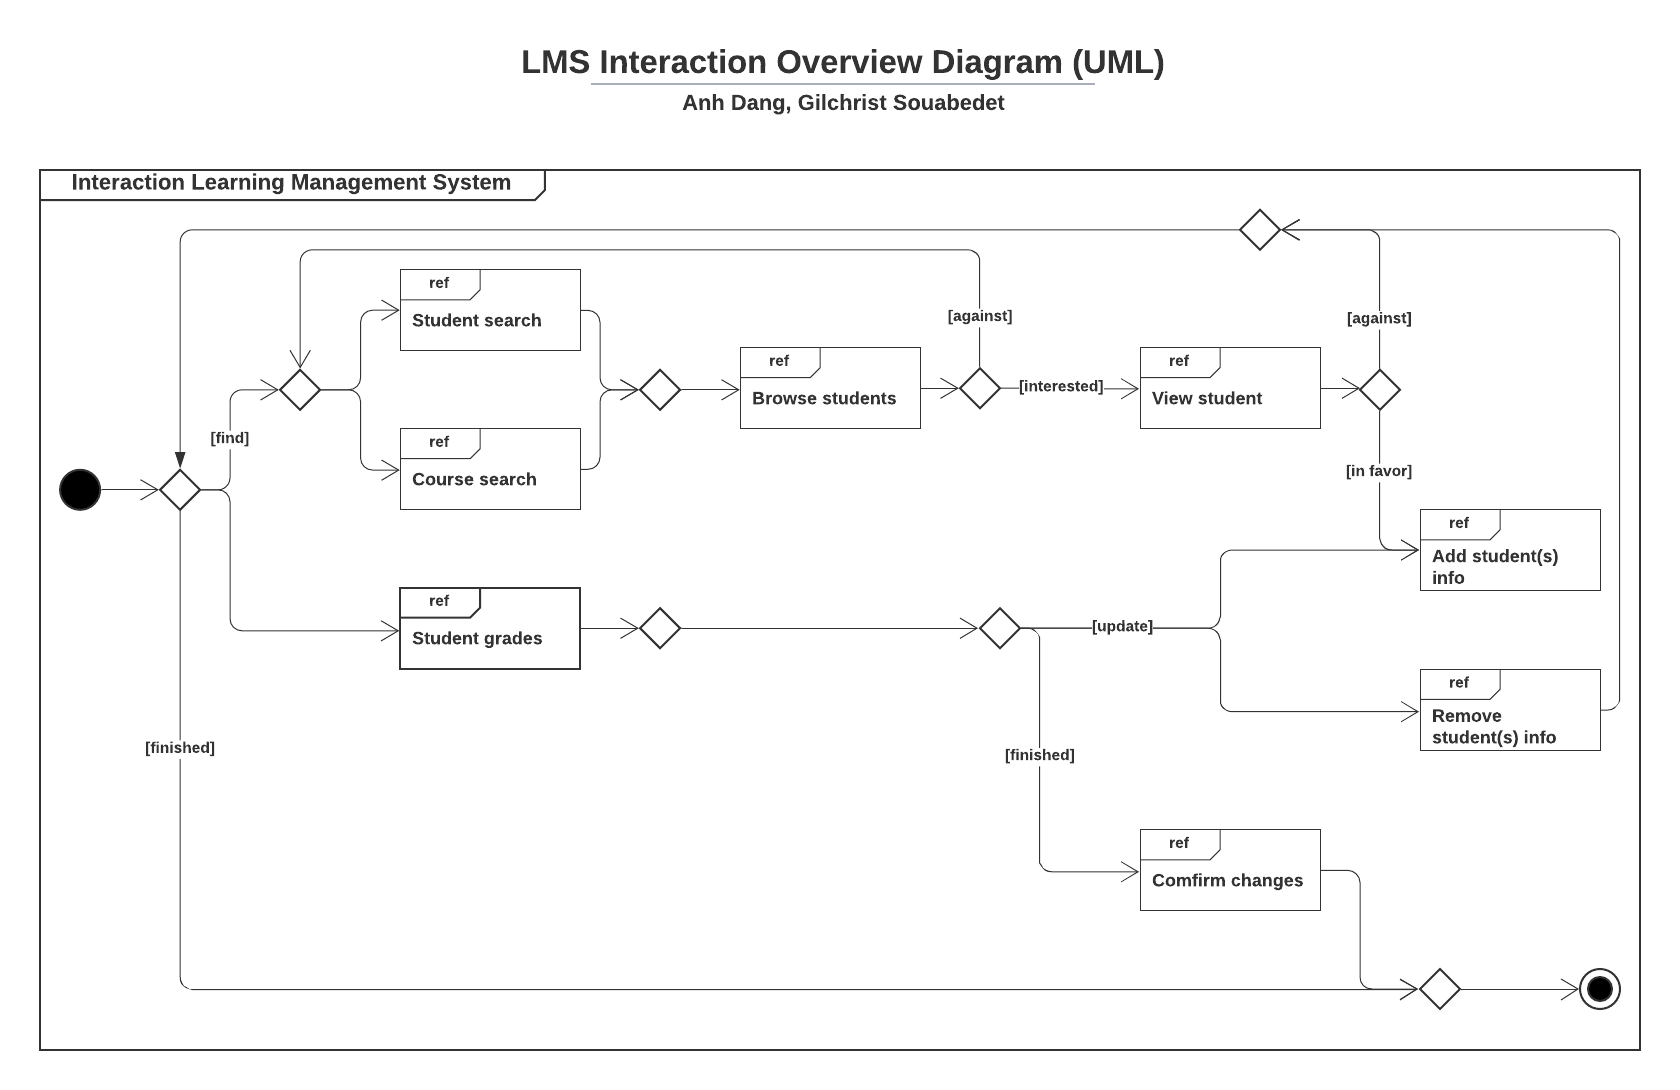 LMS Interaction Overview Diagram (UML)
Anh Dang, Gilchrist Souabedet
Interaction Learning Management System
ref
Student search
[against]
[against]
ref
Browse students
[interested]
ref
View student
[find]
ref
Course search
[in favor]
ref
Add student(s)
info
ref
Student grades
[update]
ref
Remove
student(s) info
[finished]
[finished]
ref
Comfirm changes